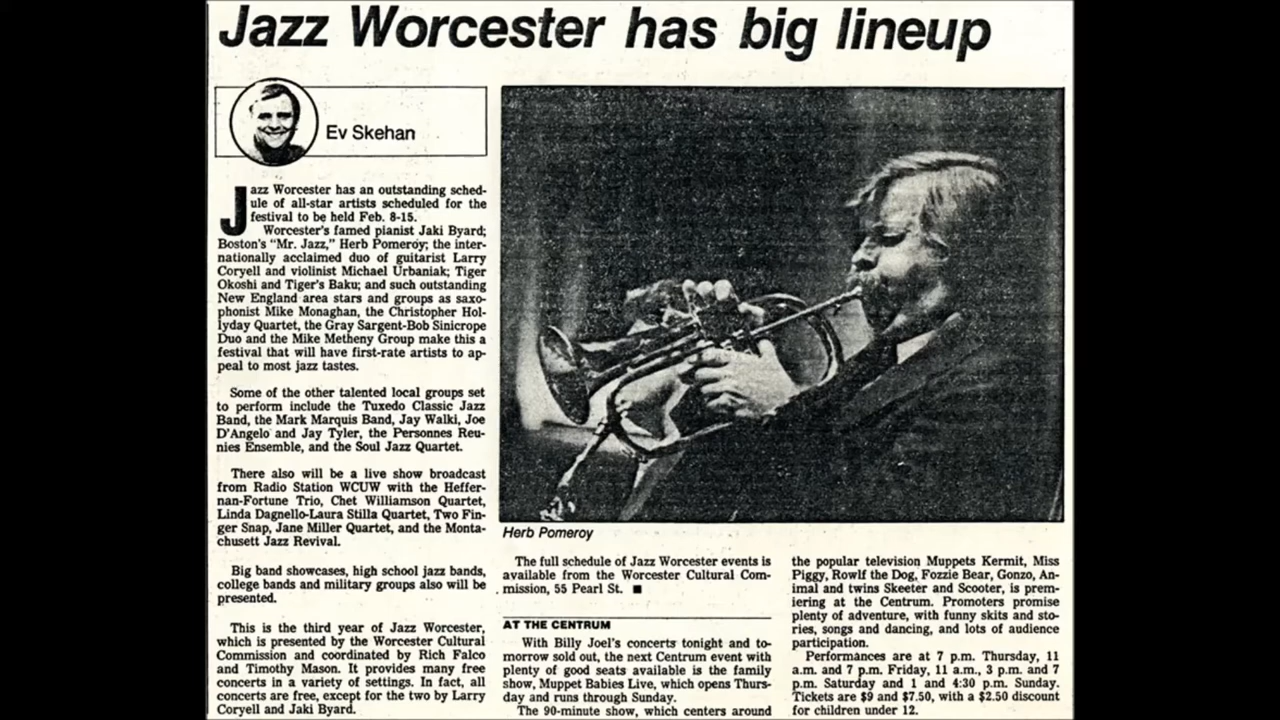 Jazz Worcester has big lineup
Ev Skehan
Jazz Worcester has an outstanding sched-
ule of all-star artists scheduled for the
festival to be held Feb. 8-15.
Worcester's famed pianist Jaki Byard;
Boston's "Mr. Jazz," Herb Pomeroy; the inter-
nationally acclaimed duo of guitarist Larry
Coryell and violinist Michael Urbaniak; Tiger
Okoshi and Tiger's Baku; and such outstanding
New England area stars and groups as saxo-
phonist Mike Monaghan, the Christopher Hol-
lyday Quartet, the Gray Sargent-Bob Sinicrope
Duo and the Mike Metheny Group make this a
festival that will have first-rate artists to ap-
peal to most jazz tastes.
Some of the other talented local groups set
to perform include the Tuxedo Classic Jazz
Band, the Mark Marquis Band, Jay Walki, Joe
D'Angelo and Jay Tyler, the Personnes Reu-
nies Ensemble, and the Soul Jazz Quartet.
There also will be a live show broadcast
from Radio Station WCUW with the Heffer-
nan-Fortune Trio, Chet Williamson Quartet,
Linda Dagnello-Laura Stilla Quartet, Two Fin-
ger Snap, Jane Miller Quartet, and the Monta-
chusett Jazz Revival.
Big band showcases, high school jazz bands,
college bands and military groups also will be
presented.
This is the third year of Jazz Worcester,
which is presented by the Worcester Cultural
Commission and coordinated by Rich Falco
and Timothy Mason. It provides many free
concerts in a variety of settings. In fact, all
concerts are free, except for the two by Larry
Coryell and Jaki Byard.
Herb Pomeroy
The full schedule of Jazz Worcester events is
available from the Worcester Cultural Com-
mission, 55 Pearl St. ■
AT THE CENTRUM
With Billy Joel's concerts tonight and to-
morrow sold out, the next Centrum event with
plenty of good seats available is the family
show, Muppet Babies Live, which opens Thurs-
day and runs through Sunday.
The 90-minute show, which centers around
the popular television Muppets Kermit, Miss
Piggy, Rowlf the Dog, Fozzie Bear, Gonzo, An-
imal and twins Skeeter and Scooter, is prem-
iering at the Centrum. Promoters promise
plenty of adventure, with funny skits and sto-
ries, songs and dancing, and lots of audience
participation.
Performances are at 7 p.m. Thursday, 11
a.m. and 7 p.m. Friday, 11 a.m., 3 p.m. and 7
p.m. Saturday and 1 and 4:30 p.m. Sunday.
Tickets are $9 and $7.50, with a $2.50 discount
for children under 12.